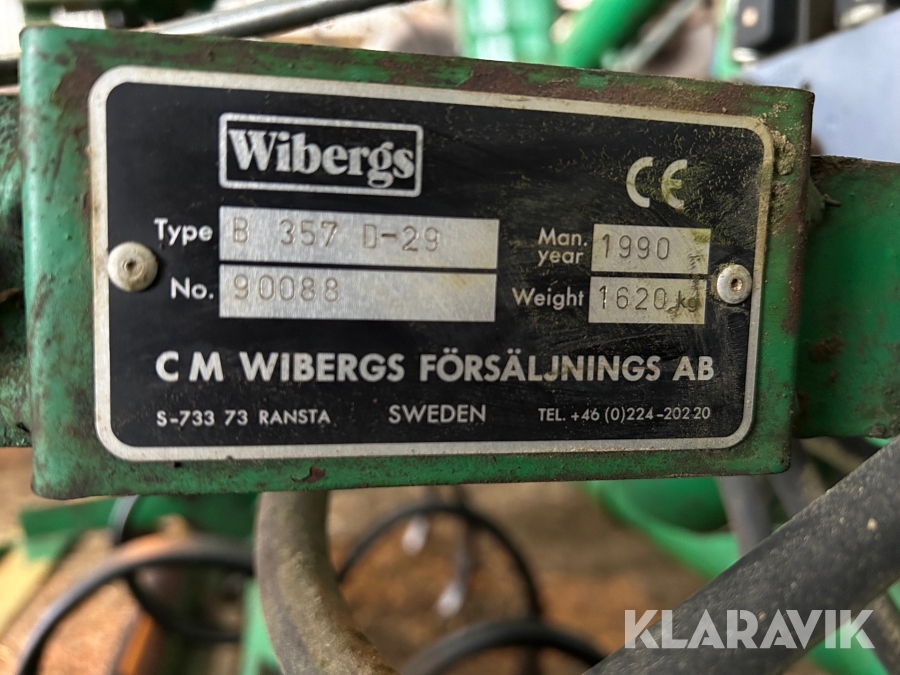 Wibergs
CE
Type B 357 D-29
Man. year 1990
No. 90088
Weight 1620 kg
C M WIBERGS FÖRSÄLJNINGS AB
S-733 73 RANSTA SWEDEN TEL. +46 (0)224-202 20
KLARAVIK